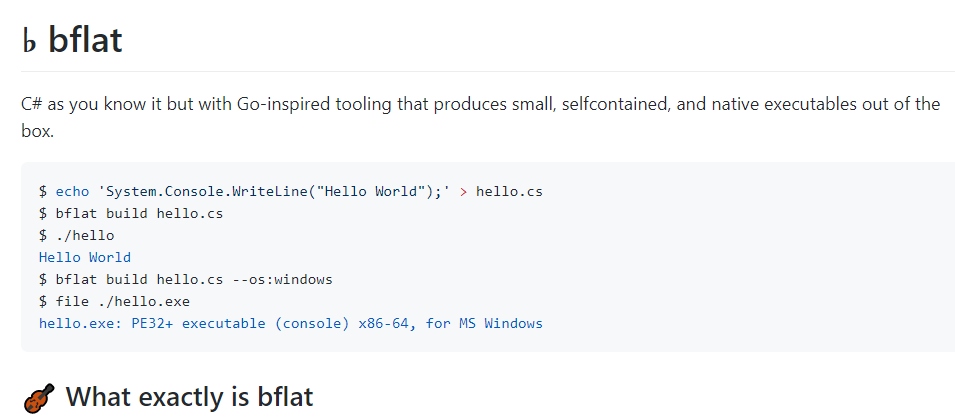 ♭ bflat
C# as you know it but with Go-inspired tooling that produces small, selfcontained, and native executables out of the
box.
$ echo 'System.Console.WriteLine("Hello World");' > hello.cs
$ bflat build hello.cs
$ ./hello
Hello World
$ bflat build hello.cs --os:windows
$ file ./hello.exe
hello.exe: PE32+ executable (console) x86-64, for MS Windows
🎻 What exactly is bflat